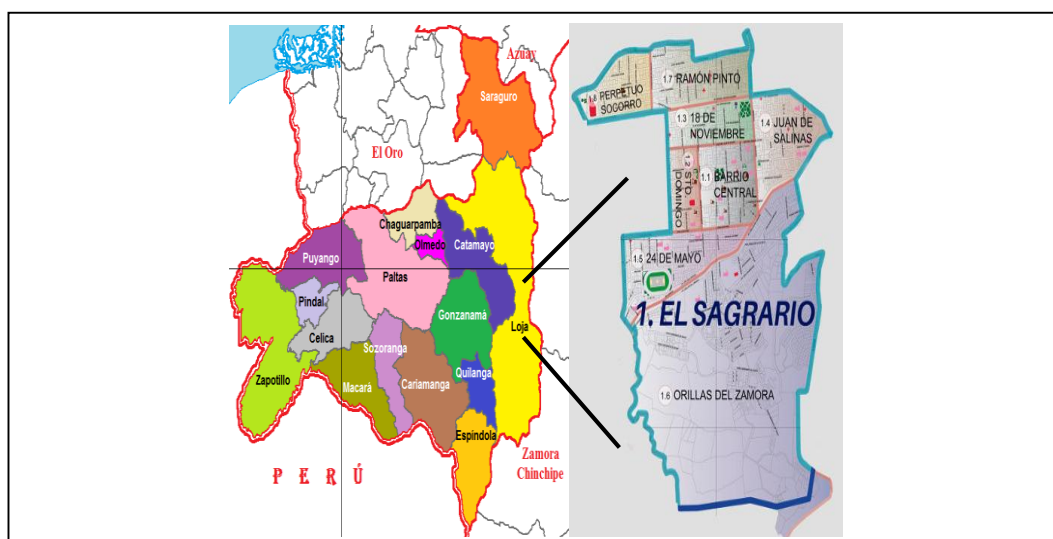 Azuay
Saraguro
El Oro
Chaguarpamba
Olmedo
Catamayo
Puyango
Paltas
Pindal
Gonzanamá
Celica
Loja
Sozoranga
Zapotillo
Macará
Cariamanga
Quilanga
Espindola
Zamora
Chinchipe
P E R Ú
1.7 RAMÓN PINTO
1.8 PERPETUO
SOCORRO
1.3 18 DE
NOVIEMBRE
1.4 JUAN DE
SALINAS
1.2 STO
DOMINGO
1.1 BARRIO
CENTRAL
1.5 24 DE MAYO
1. EL SAGRARIO
1.6 ORILLAS DEL ZAMORA